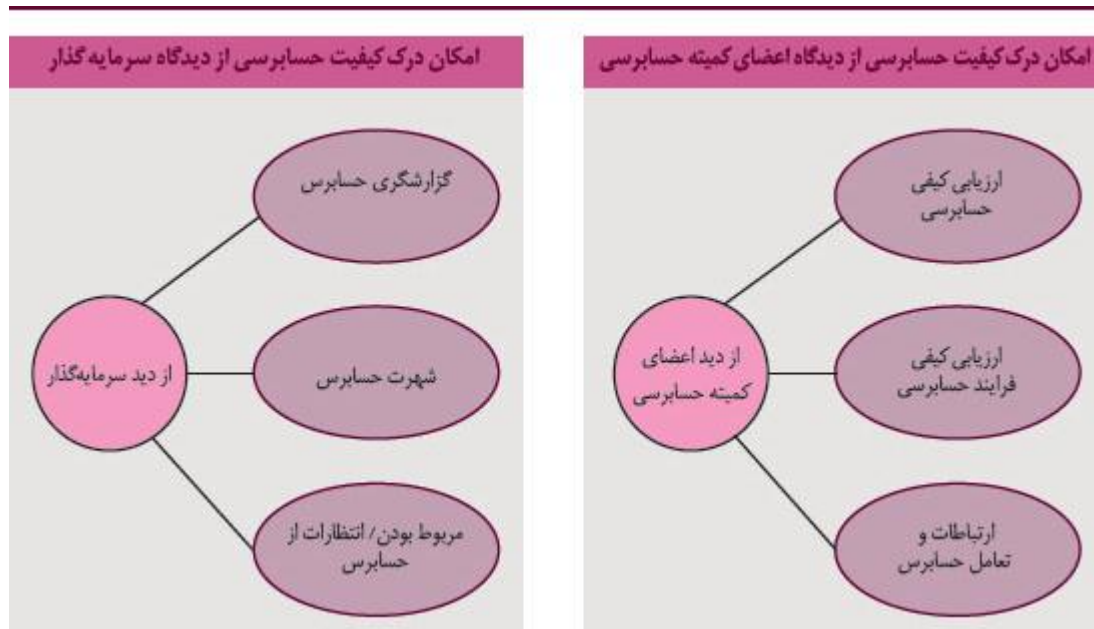 امکان درک کیفیت حسابرسی از دیدگاه اعضای کمیته حسابرسی
ارزیابی کیفی
حسابرسی
از دید اعضای
کمیته حسابرسی
ارزیابی کیفی
فرایند حسابرسی
ارتباطات و
تعامل حسابرس
امکان درک کیفیت حسابرسی از دیدگاه سرمایه گذار
گزارشگری حسابرس
از دید سرمایه‌گذار
شهرت حسابرس
مربوط بودن/ انتظارات از
حسابرس